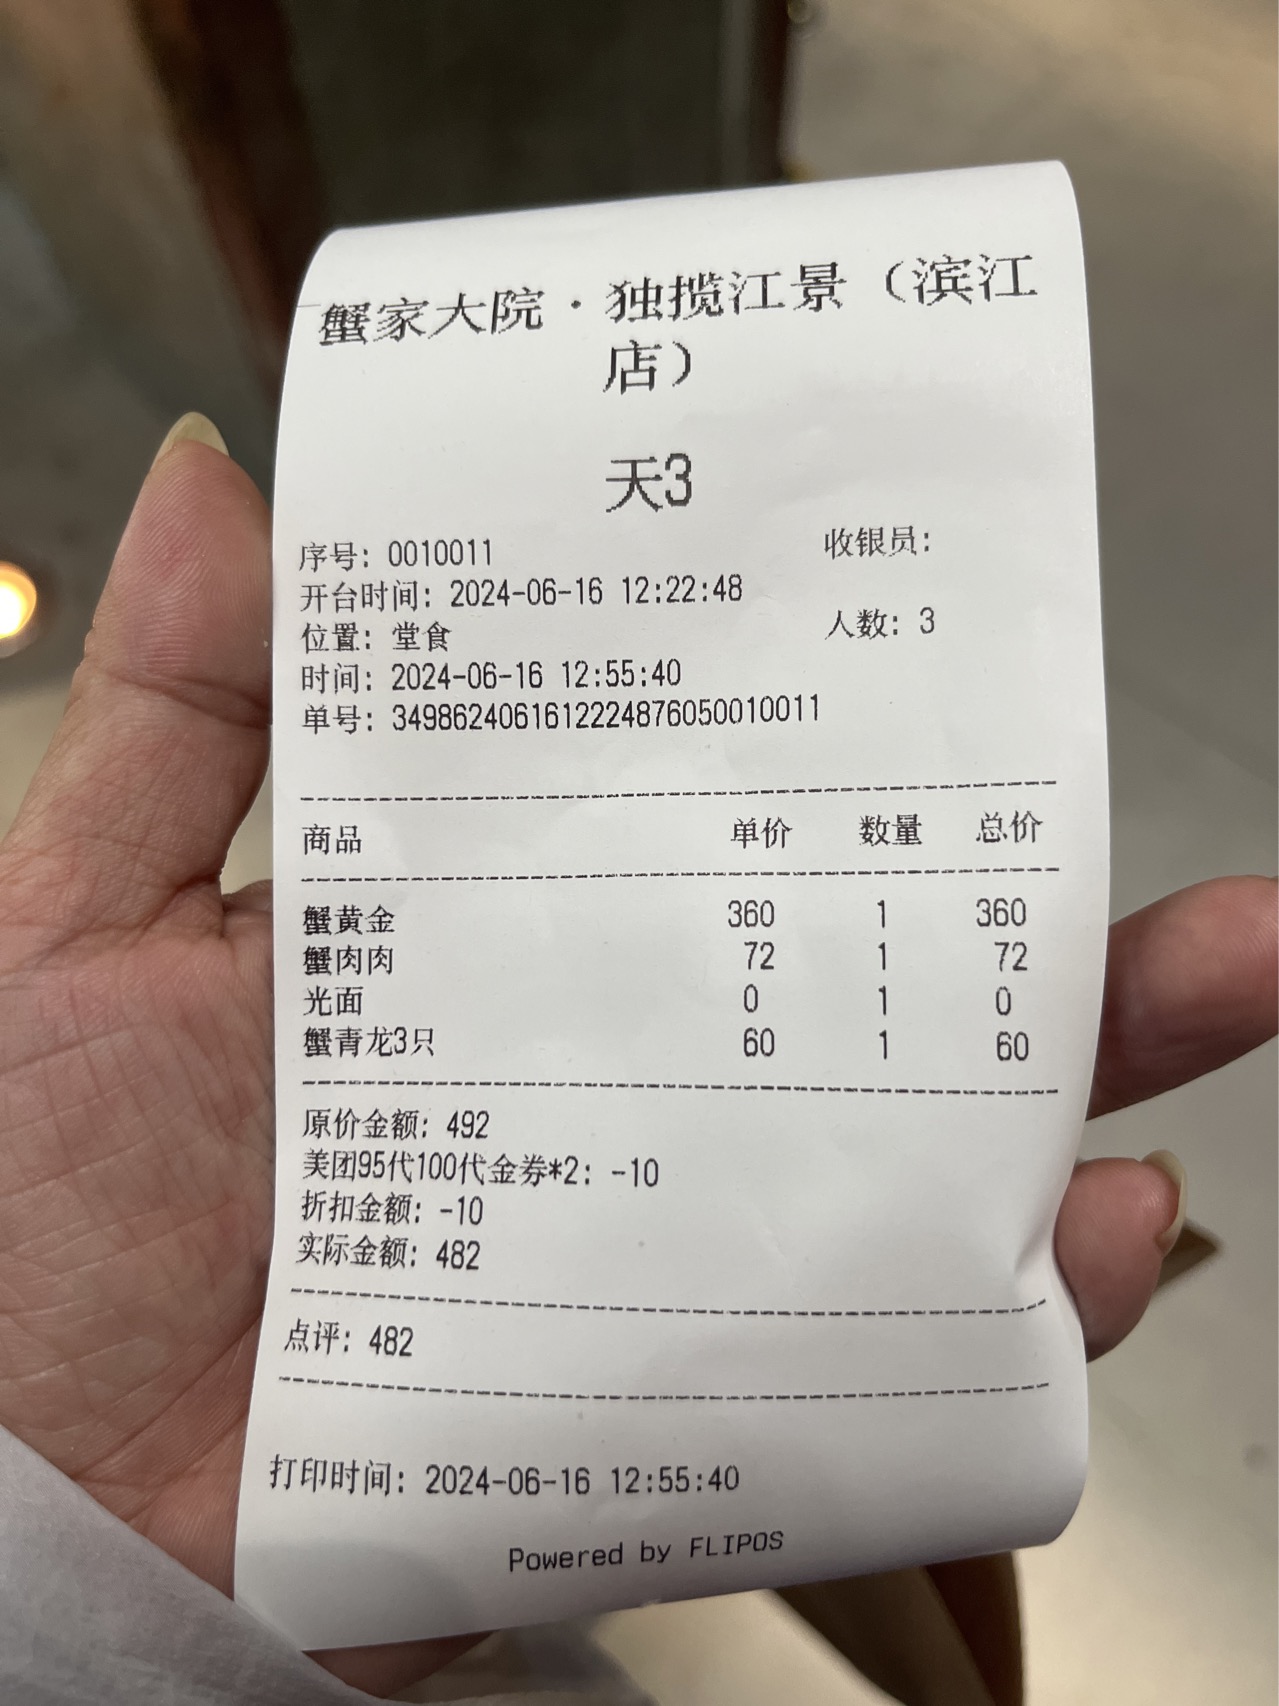 蟹家大院·独揽江景（滨江
店）
天3
序号：0010011 收银员：
开台时间：2024-06-16 12:22:48
位置：堂食 人数：3
时间：2024-06-16 12:55:40
单号：3498624061612224876050010011
商品 单价 数量 总价
蟹黄金 360 1 360
蟹肉肉 72 1 72
光面 0 1 0
蟹青龙3只 60 1 60
原价金额：492
美团95代100代金券*2：-10
折扣金额：-10
实际金额：482
点评：482
打印时间：2024-06-16 12:55:40
Powered by FLIPOS